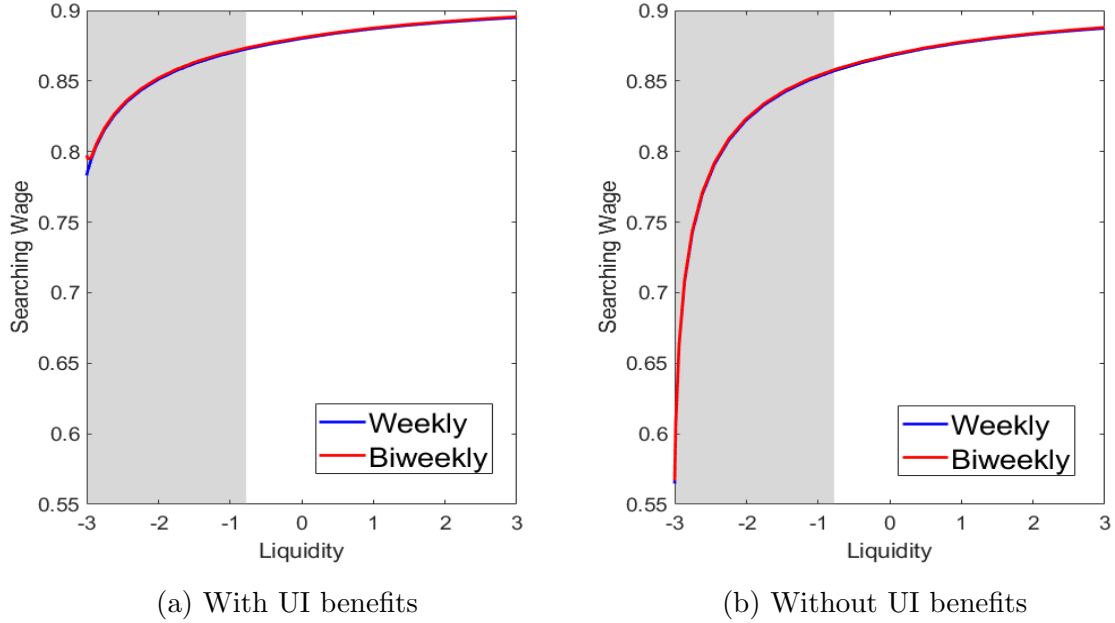 0.9
0.85
0.8
0.75
0.7
0.65
0.6
0.55
Searching Wage
-3 -2 -1 0 1 2 3
Liquidity
Weekly
Biweekly
(a) With UI benefits
0.9
0.85
0.8
0.75
0.7
0.65
0.6
0.55
Searching Wage
-3 -2 -1 0 1 2 3
Liquidity
Weekly
Biweekly
(b) Without UI benefits